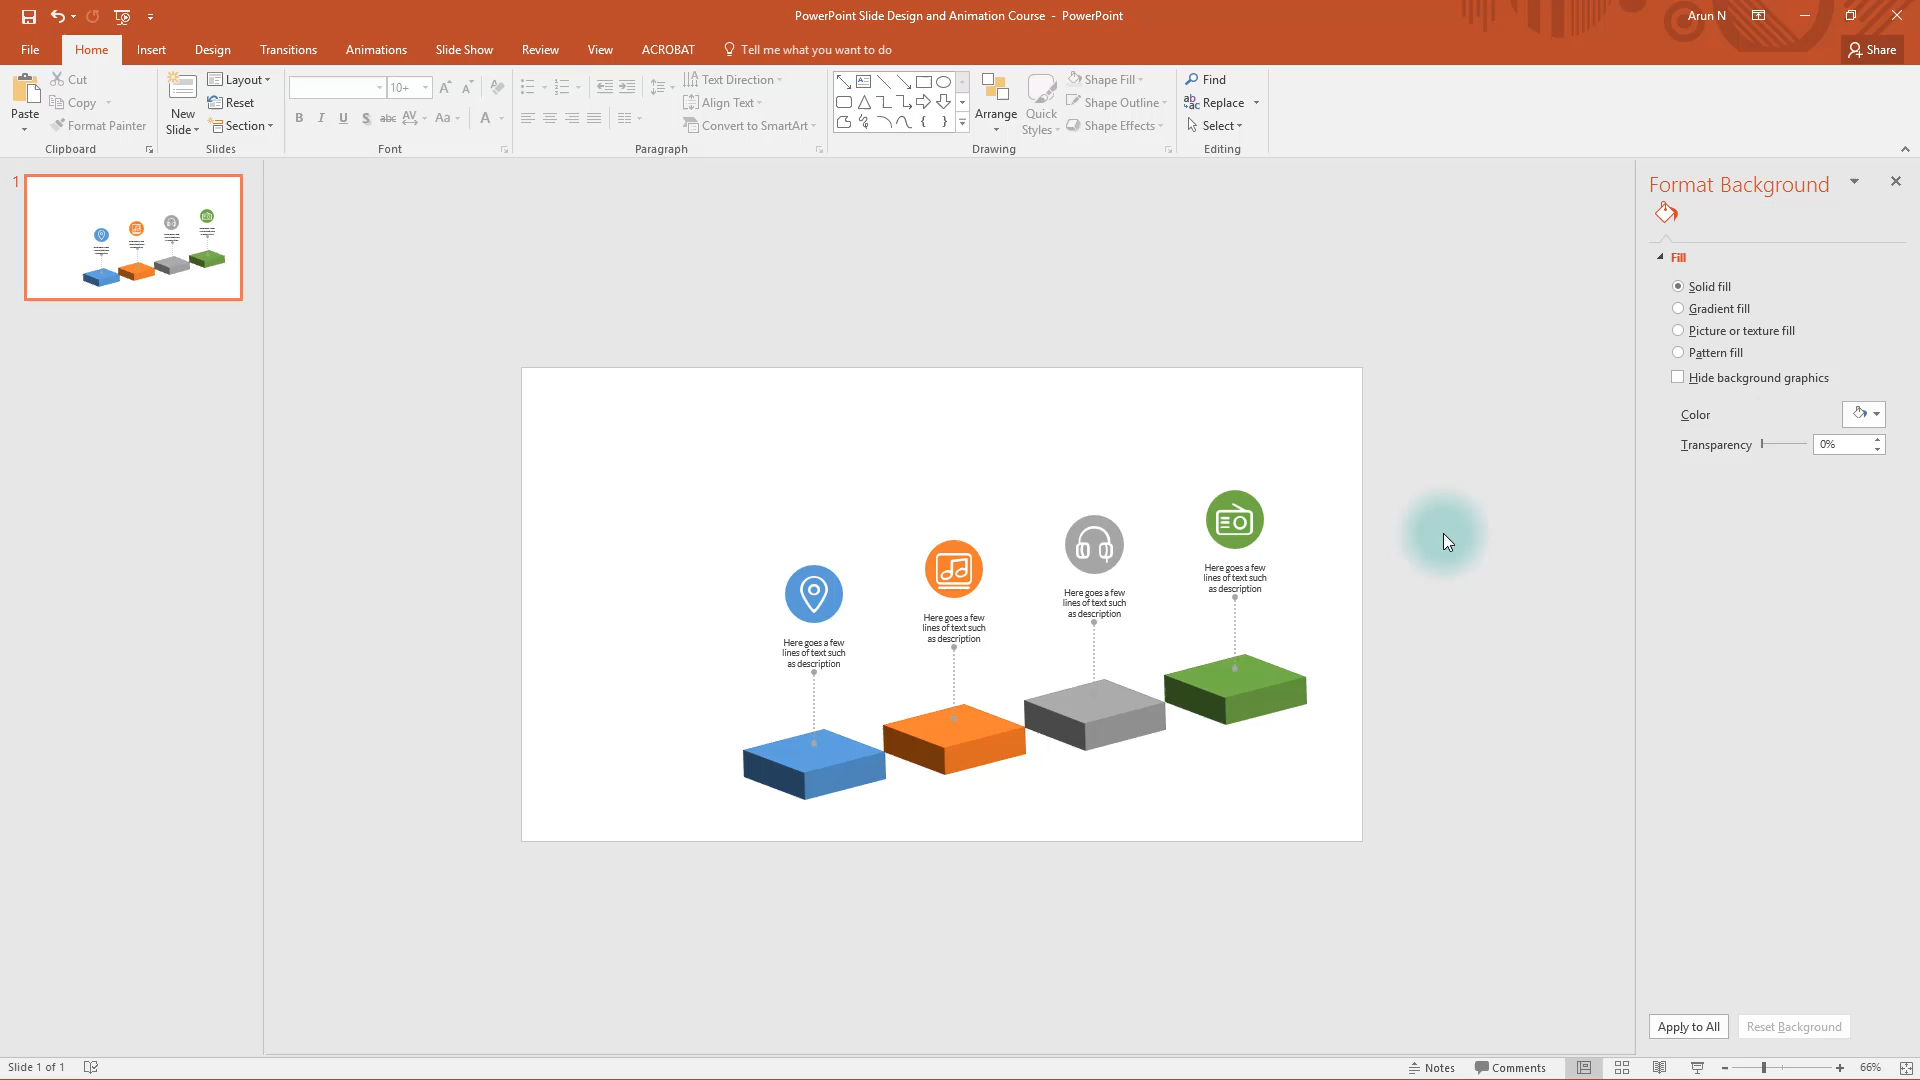 PowerPoint Slide Design and Animation Course - PowerPoint
Arun N
File Home Insert Design Transitions Animations Slide Show Review View ACROBAT Tell me what you want to do Share
Paste
Cut
Copy
Format Painter
Clipboard
New
Slide
Layout
Reset
Section
Slides
10+
B I U S abc AV Aa A
Font
Text Direction
Align Text
Convert to SmartArt
Paragraph
Arrange
Quick
Styles
Shape Fill
Shape Outline
Shape Effects
Drawing
Find
Replace
Select
Editing
1
Here goes a few
lines of text such
as description
Here goes a few
lines of text such
as description
Here goes a few
lines of text such
as description
Here goes a few
lines of text such
as description
Format Background
Fill
Solid fill
Gradient fill
Picture or texture fill
Pattern fill
Hide background graphics
Color
Transparency 0%
Apply to All Reset Background
Slide 1 of 1 Notes Comments 66%